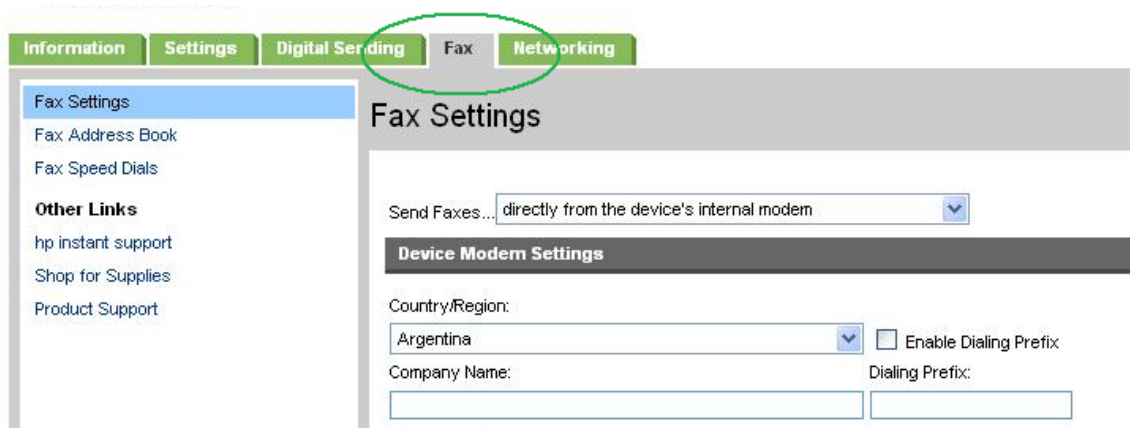 Information Settings Digital Sending Fax Networking
Fax Settings
Fax Address Book
Fax Speed Dials
Other Links
hp instant support
Shop for Supplies
Product Support
Fax Settings
Send Faxes... directly from the device's internal modem
Device Modem Settings
Country/Region:
Argentina Enable Dialing Prefix
Company Name: Dialing Prefix: